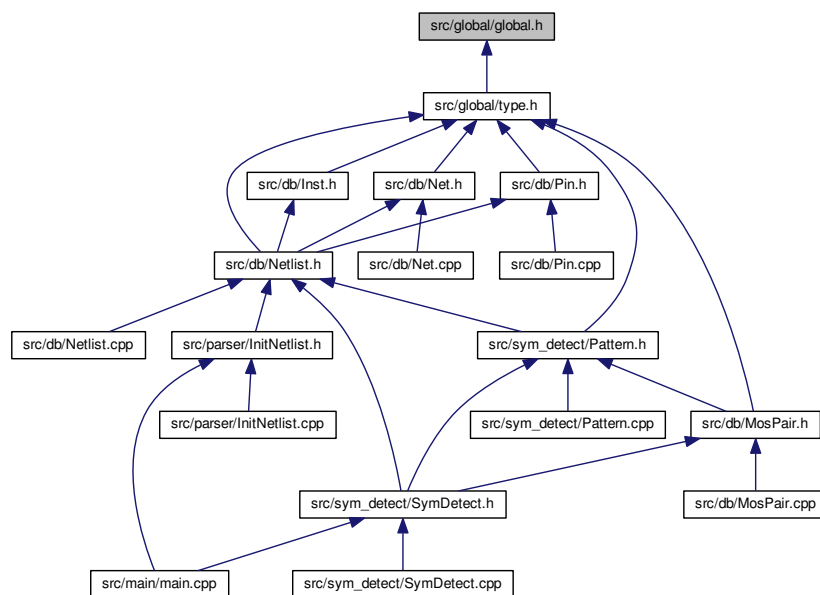 src/global/global.h
src/global/type.h
src/db/Inst.h
src/db/Net.h
src/db/Pin.h
src/db/Netlist.h
src/db/Net.cpp
src/db/Pin.cpp
src/db/Netlist.cpp
src/parser/InitNetlist.h
src/sym_detect/Pattern.h
src/parser/InitNetlist.cpp
src/sym_detect/Pattern.cpp
src/db/MosPair.h
src/sym_detect/SymDetect.h
src/db/MosPair.cpp
src/main/main.cpp
src/sym_detect/SymDetect.cpp